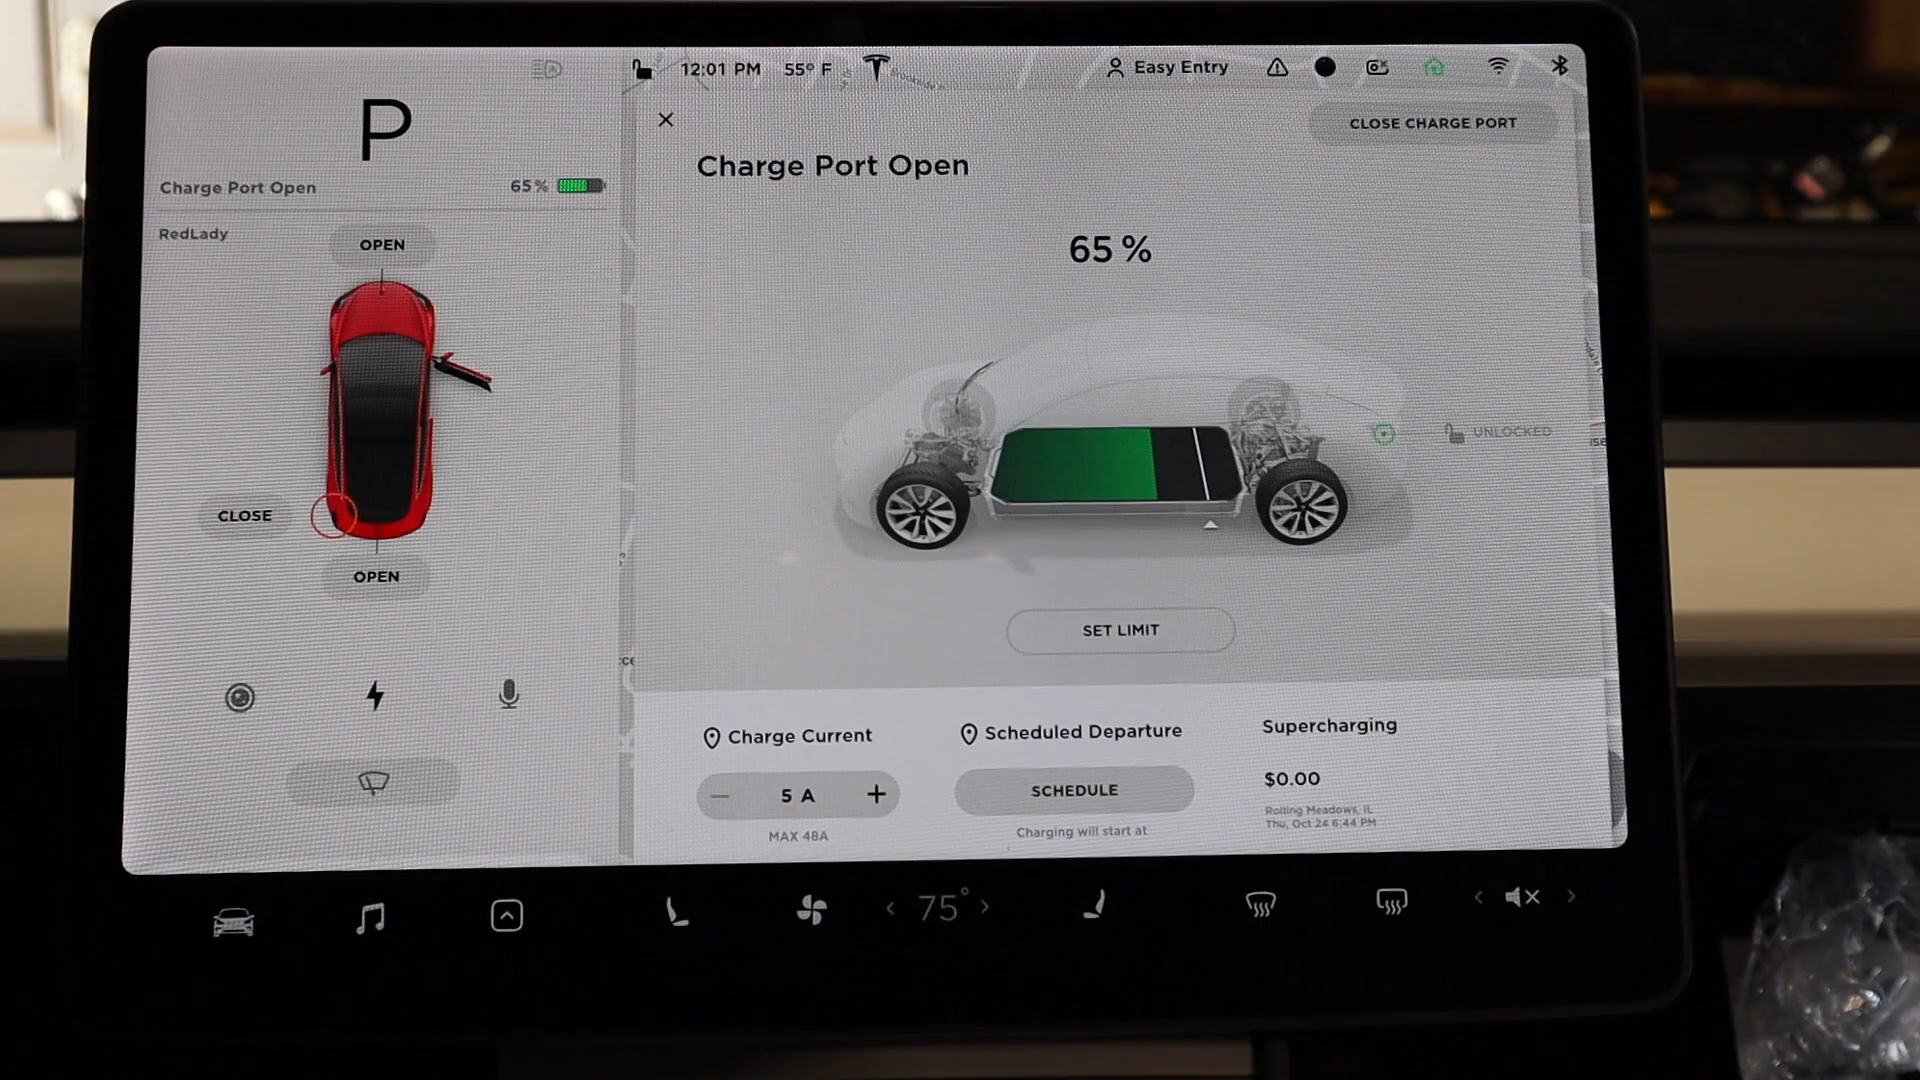 P
Charge Port Open
65%
RedLady
OPEN
CLOSE
OPEN
12:01 PM
55° F
Easy Entry
CLOSE CHARGE PORT
Charge Port Open
65 %
UNLOCKED
SET LIMIT
Charge Current
5 A
MAX 48A
Scheduled Departure
SCHEDULE
Charging will start at
Supercharging
$0.00
Rolling Meadows, IL
Thu, Oct 24 6:44 PM
75°